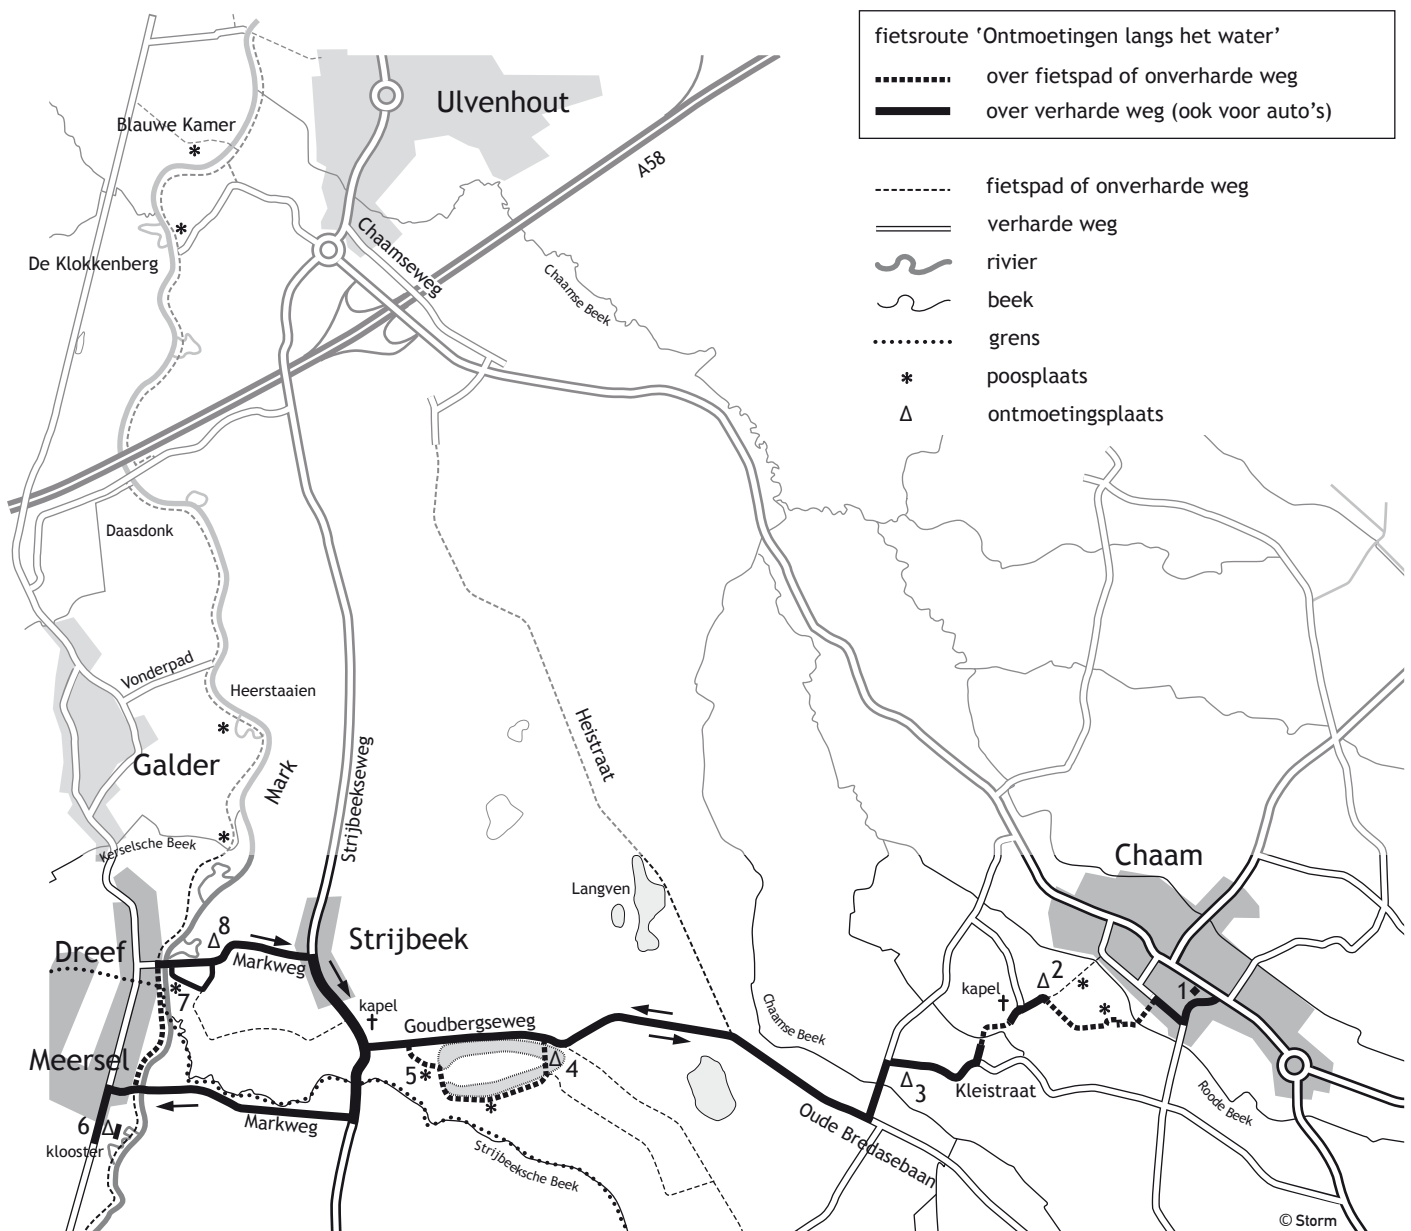 fietsroute ‘Ontmoetingen langs het water’
over fietspad of onverharde weg
over verharde weg (ook voor auto’s)
fietspad of onverharde weg
verharde weg
rivier
beek
grens
poosplaats
ontmoetingsplaats
Ulvenhout
Blauwe Kamer
A58
De Klokkenberg
Chaamseweg
Chaamse Beek
Daasdonk
Vonderpad
Heerstaaien
Galder
Mark
Strijbeekseweg
Heistraat
Kerselsche Beek
Chaam
Langven
Dreef
8
Strijbeek
Markweg
7
kapel
Goudbergseweg
kapel
2
1
Chaamse Beek
Meersel
5
4
3
Kleistraat
Roode Beek
6
Markweg
Oude Bredasebaan
klooster
Strijbeeksche Beek
© Storm